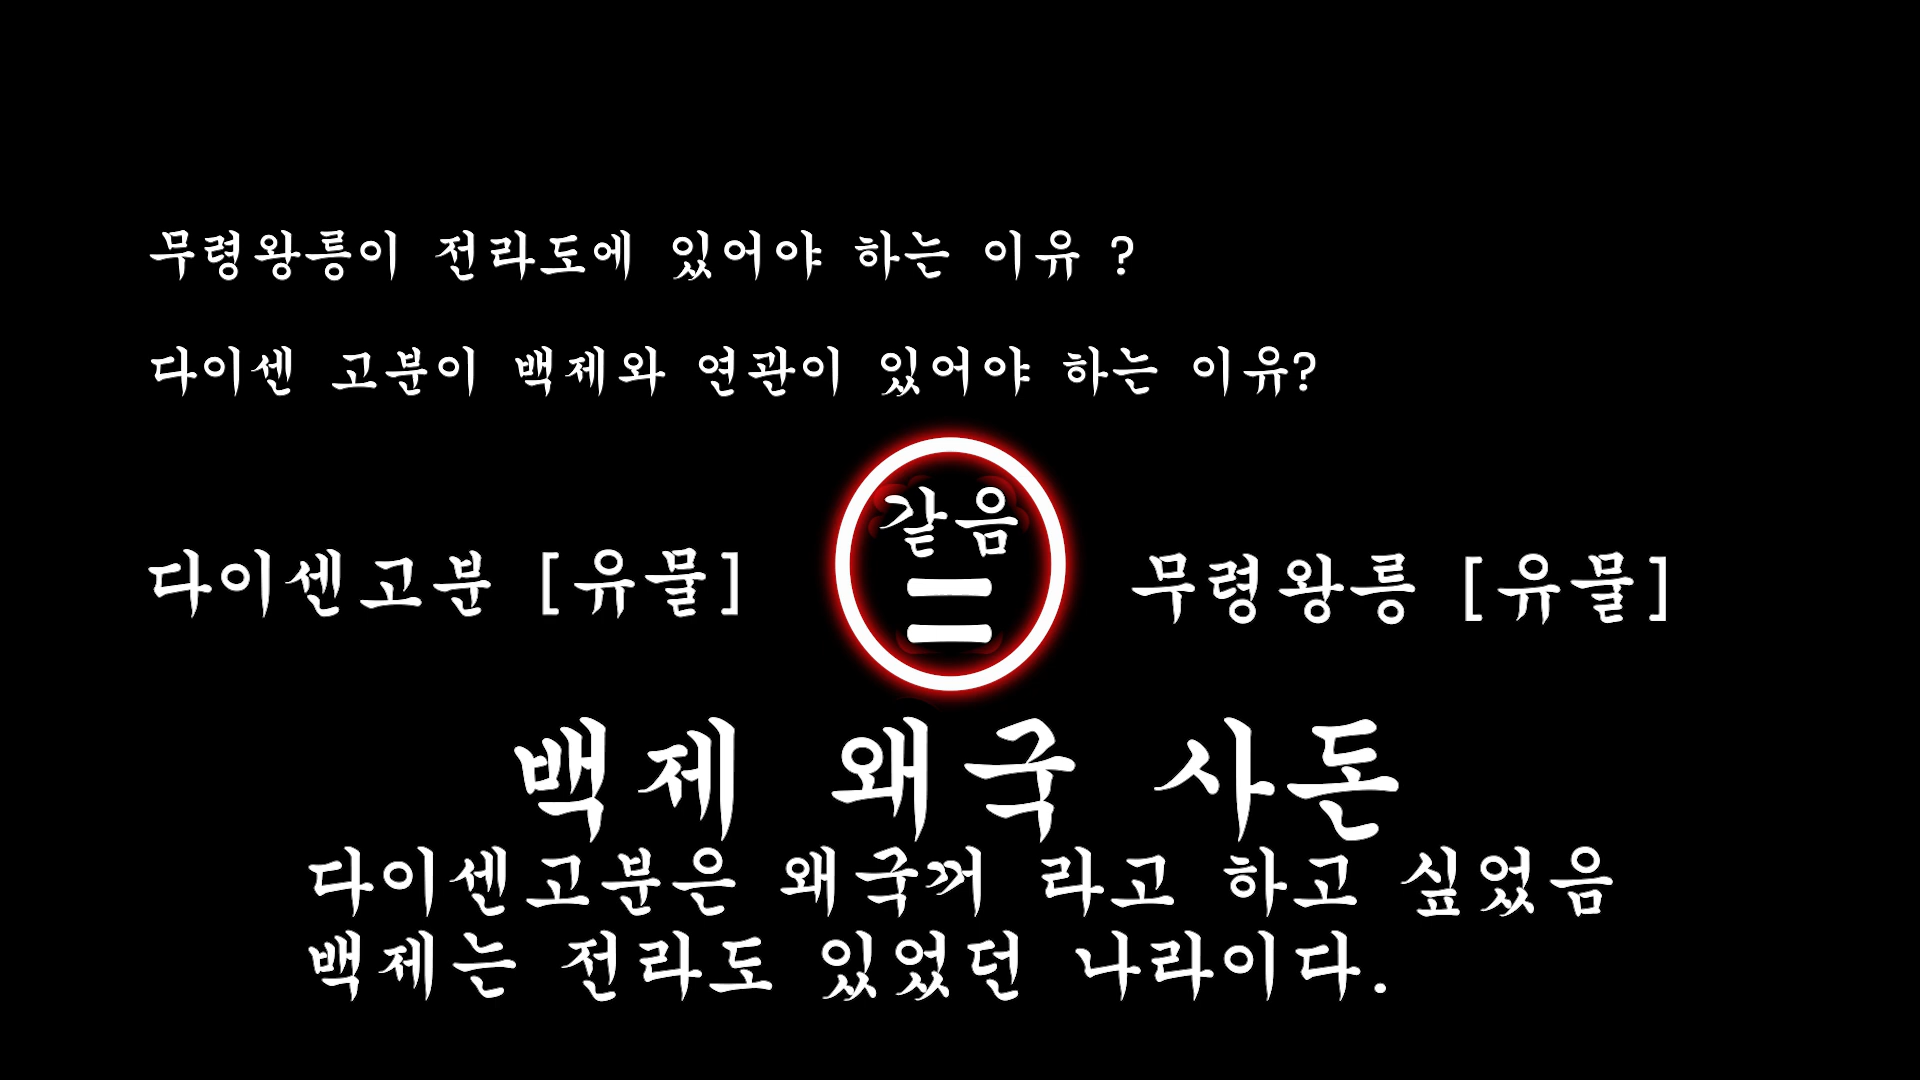 무령왕릉이 전라도에 있어야 하는 이유 ?
다이센 고분이 백제와 연관이 있어야 하는 이유?
같음
=
다이센고분 [유물]
무령왕릉 [유물]
백제 왜국 사돈
다이센고분은 왜국꺼 라고 하고 싶었음
백제는 전라도 있었던 나라이다.